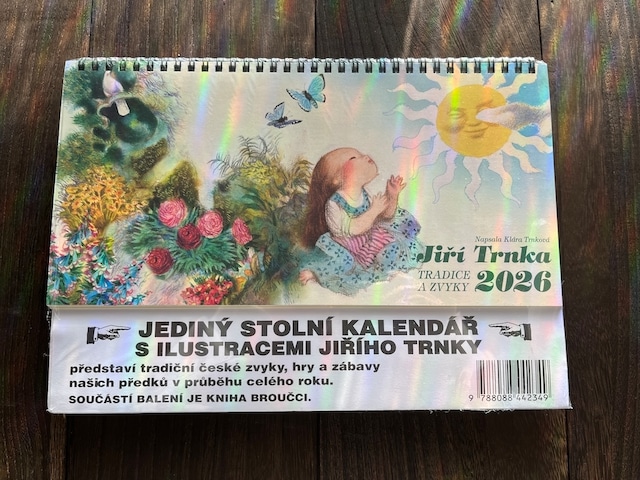 Napsala Klára Trnková
Jiří Trnka
TRADICE
A ZVYKY 2026
JEDINÝ STOLNÍ KALENDÁŘ
S ILUSTRACEMI JIŘÍHO TRNKY
představí tradiční české zvyky, hry a zábavy
našich předků v průběhu celého roku.
SOUČÁSTÍ BALENÍ JE KNIHA BROUČCI.
9 788088 442349